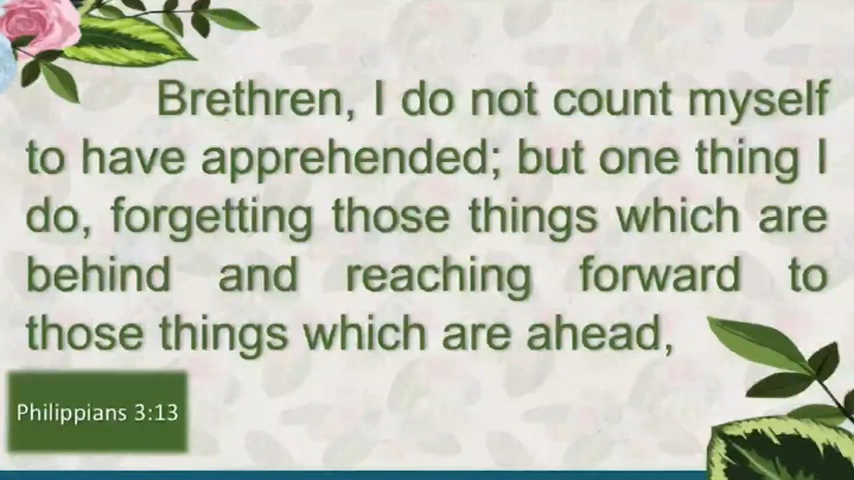 Brethren, I do not count myself
to have apprehended; but one thing I
do, forgetting those things which are
behind and reaching forward to
those things which are ahead,
Philippians 3:13